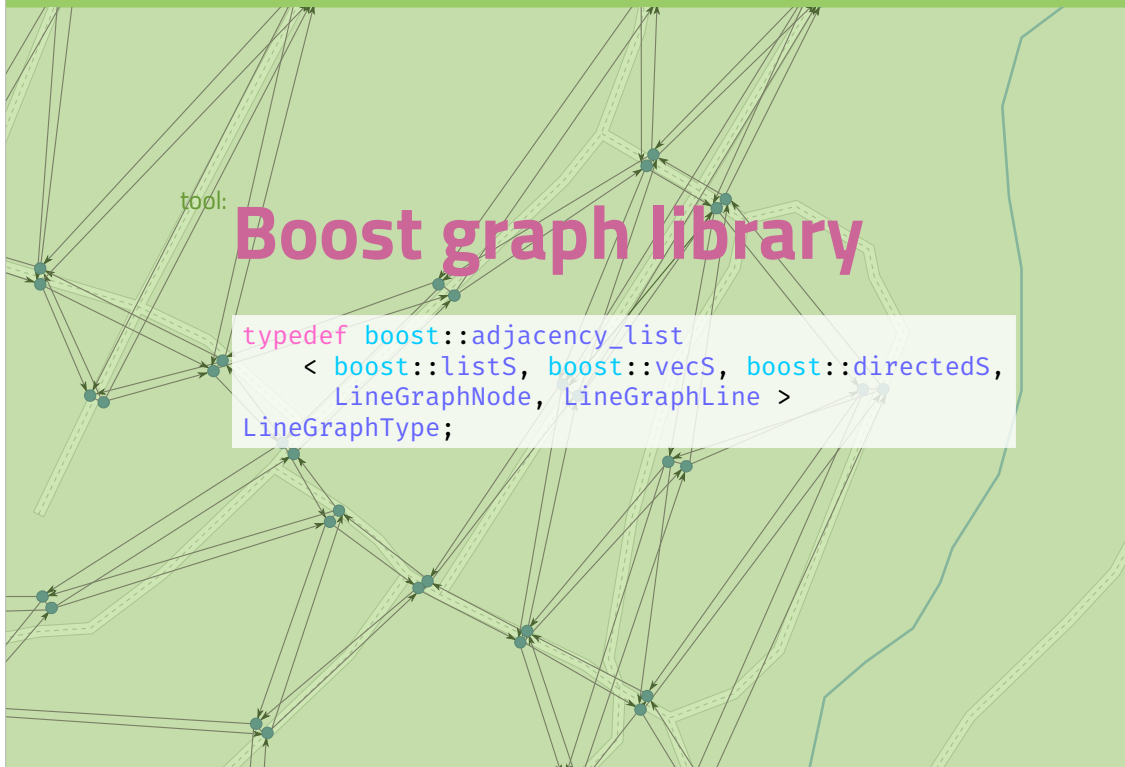 tool:
Boost graph library
typedef boost::adjacency_list
< boost::listS, boost::vecS, boost::directedS,
LineGraphNode, LineGraphLine >
LineGraphType;